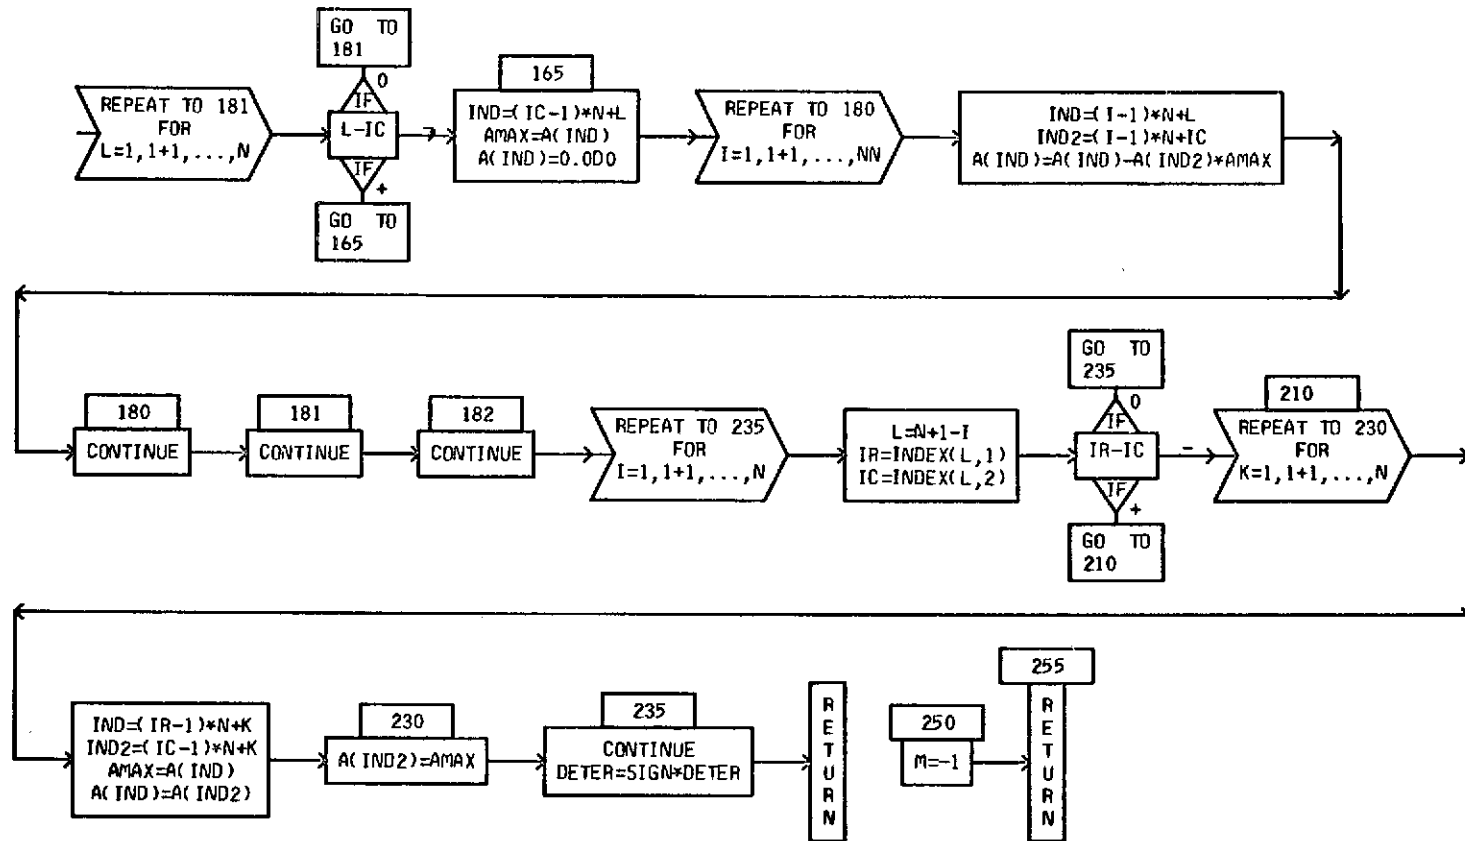 GO TO
181
0
IF
REPEAT TO 181
FOR
L=1,1+1,...,N
L-IC
-
IF
+
GO TO
165
165
IND=(IC-1)*N+L
AMAX=A(IND)
A(IND)=0.0D0
REPEAT TO 180
FOR
I=1,1+1,...,NN
IND=(I-1)*N+L
IND2=(I-1)*N+IC
A(IND)=A(IND)-A(IND2)*AMAX
180
CONTINUE
181
CONTINUE
182
CONTINUE
REPEAT TO 235
FOR
I=1,1+1,...,N
L=N+1-I
IR=INDEX(L,1)
IC=INDEX(L,2)
GO TO
235
0
IF
IR-IC
-
IF
+
GO TO
210
210
REPEAT TO 230
FOR
K=1,1+1,...,N
IND=(IR-1)*N+K
IND2=(IC-1)*N+K
AMAX=A(IND)
A(IND)=A(IND2)
230
A(IND2)=AMAX
235
CONTINUE
DETER=SIGN*DETER
RETURN
250
M=-1
255
RETURN